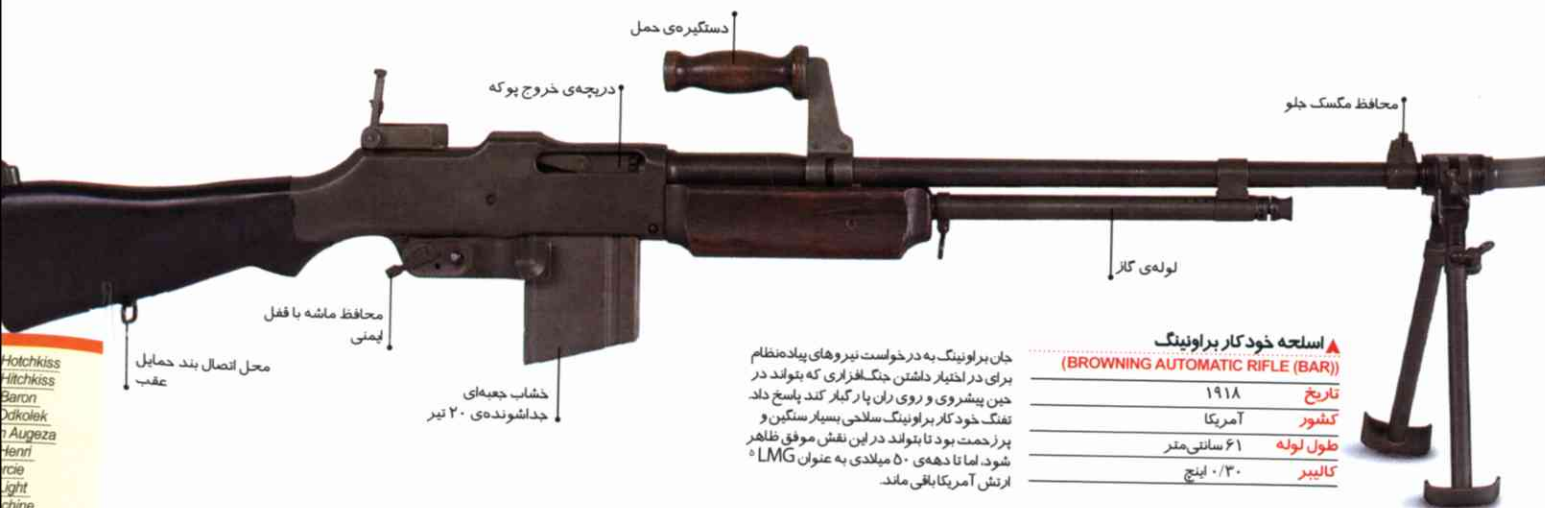 دستگیره‌ی حمل
دریچه‌ی خروج پوکه
محافظ مگسک جلو
لوله‌ی گاز
محافظ ماشه با قفل
ایمنی
محل اتصال بند حمایل
عقب
خشاب جعبه‌ای
جداشونده‌ی ۲۰ تیر
▲ اسلحه خودکار براونینگ
(BROWNING AUTOMATIC RIFLE (BAR))
تاریخ ۱۹۱۸
کشور آمریکا
طول لوله ۶۱ سانتی‌متر
کالیبر ۰/۳۰ اینچ
جان براونینگ به درخواست نیروهای پیاده‌نظام
برای در اختیار داشتن جنگ‌افزاری که بتواند در
حین پیشروی و روی ران پا رگبار کند پاسخ داد.
تفنگ خودکار براونینگ سلاحی بسیار سنگین و
پرزحمت بود تا بتواند در این نقش موفق ظاهر
شود، اما تا دهه‌ی ۵۰ میلادی به عنوان LMG⁵
ارتش آمریکا باقی ماند.
Hotchkiss
Hitchkiss
Baron
Odkolek
n Augeza
Henri
rcie
Light
chine